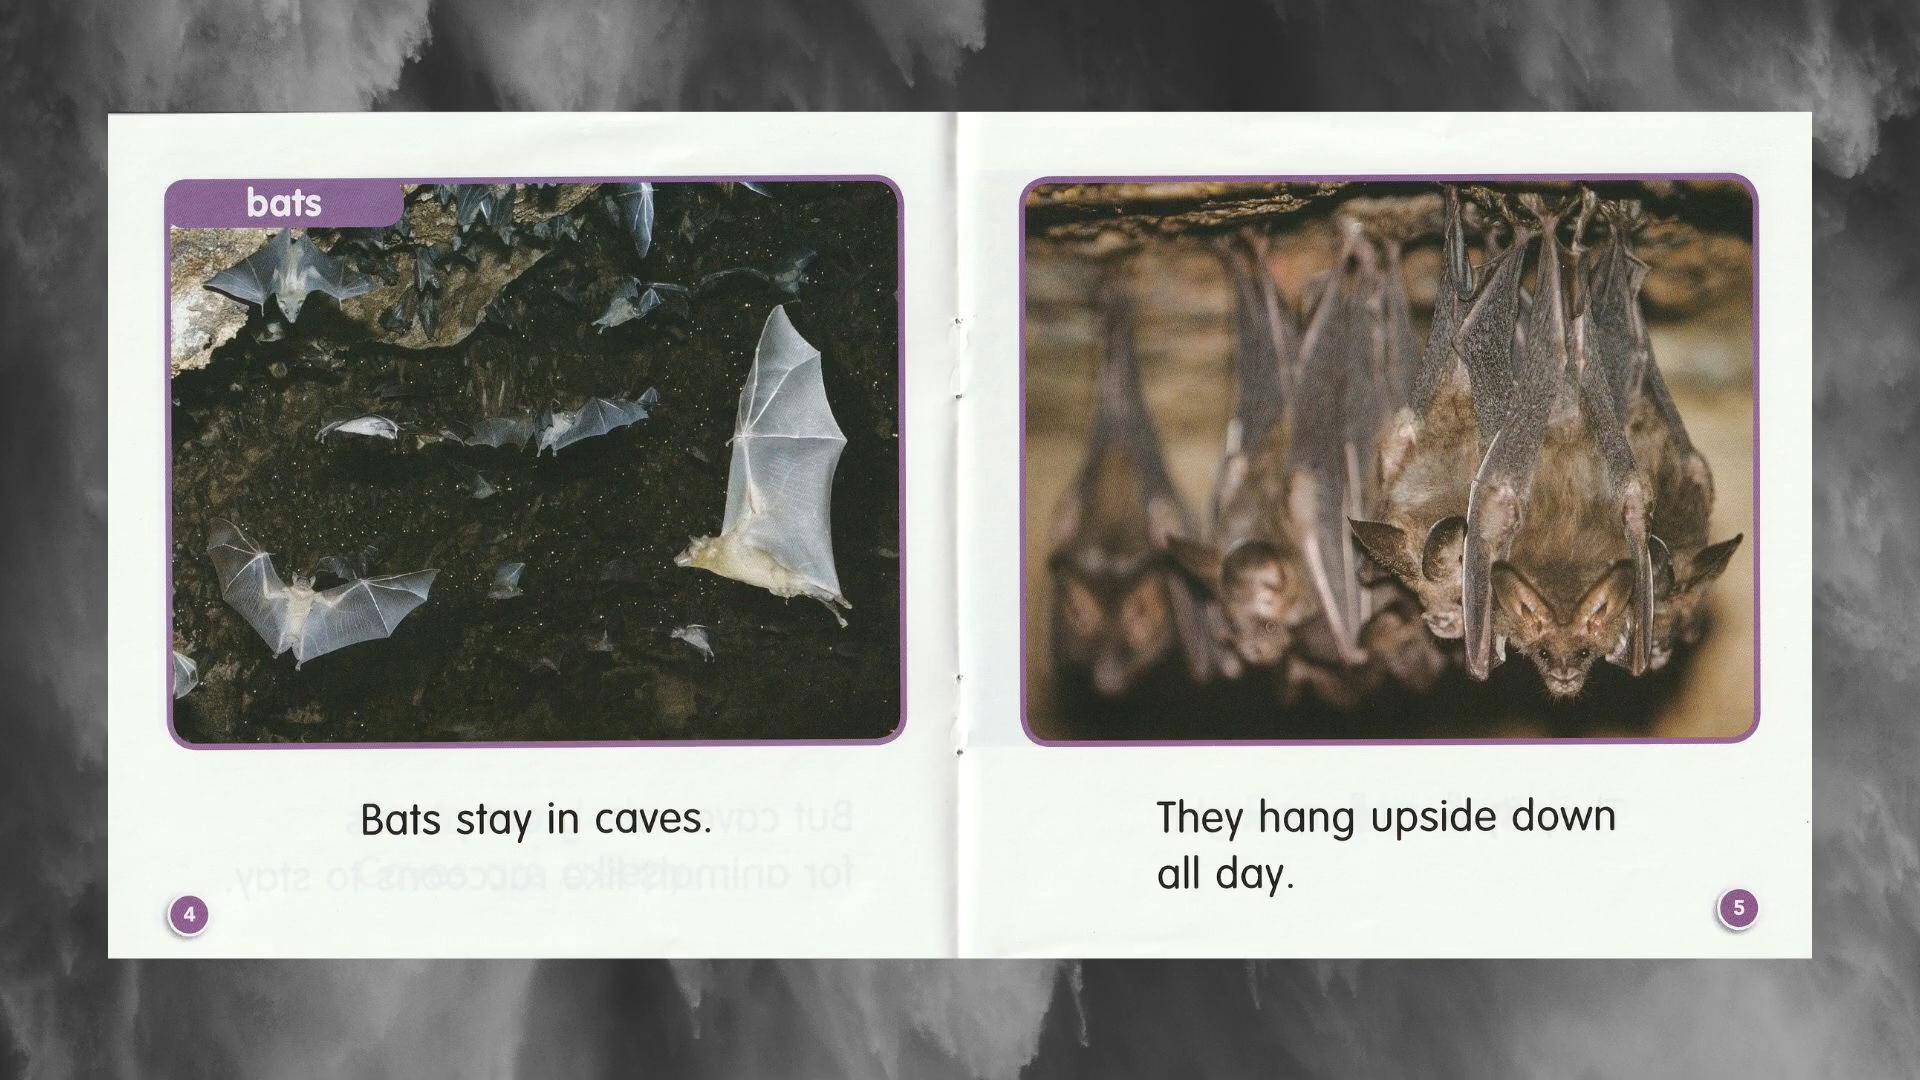 bats
Bats stay in caves.
4
They hang upside down
all day.
5